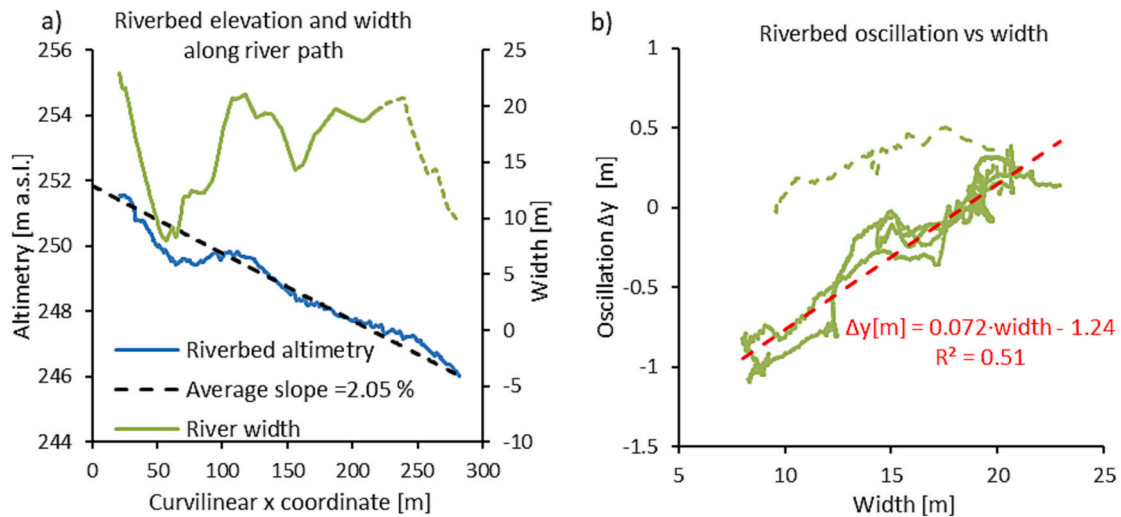 a)
Riverbed elevation and width
along river path
256
254
252
250
248
246
244
Altimetry [m a.s.l.]
25
20
15
10
5
0
-5
-10
Width [m]
Riverbed altimetry
Average slope =2.05 %
River width
0 50 100 150 200 250 300
Curvilinear x coordinate [m]
b)
Riverbed oscillation vs width
1
0.5
0
-0.5
-1
-1.5
Oscillation Δy [m]
Δy[m] = 0.072·width - 1.24
R² = 0.51
5 10 15 20 25
Width [m]